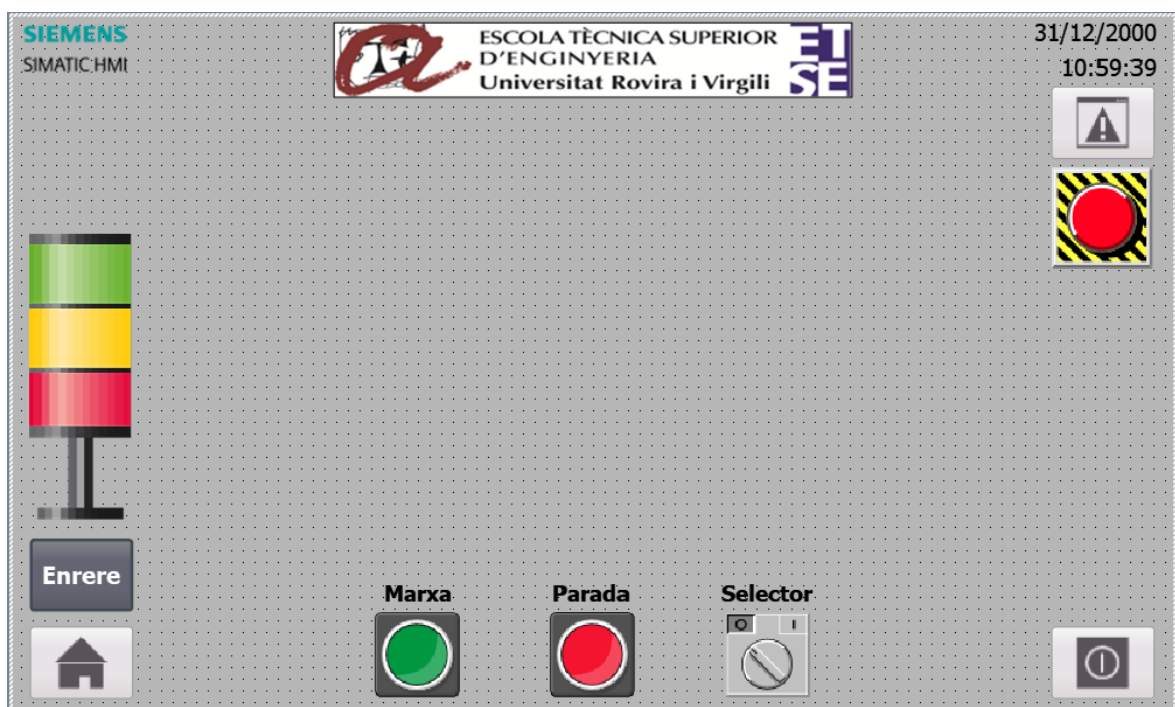 SIEMENS
SIMATIC HMI
ESCOLA TÈCNICA SUPERIOR
D'ENGINYERIA
Universitat Rovira i Virgili
ET
SE
31/12/2000
10:59:39
Enrere
Marxa
Parada
Selector
O I